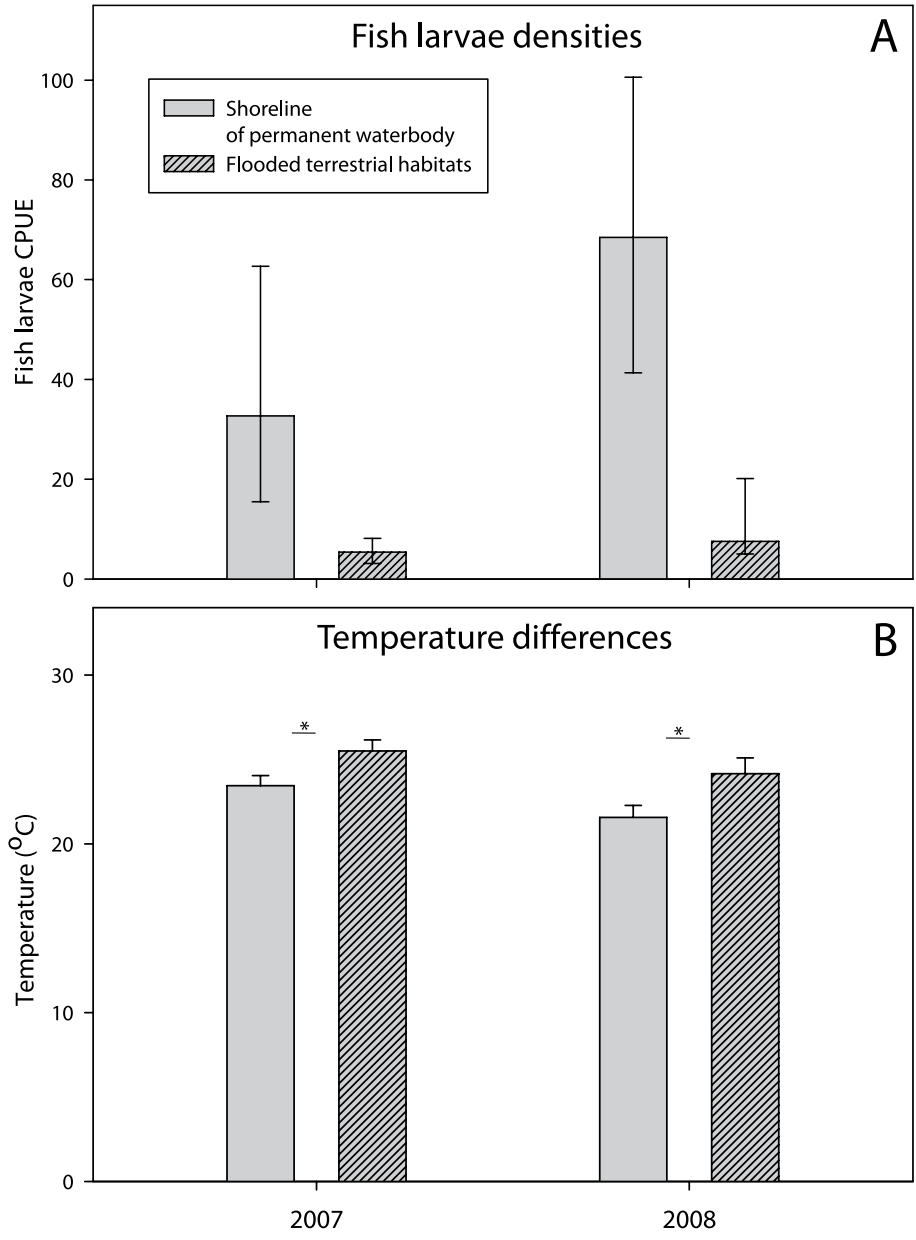 Fish larvae densities
A
Shoreline
of permanent waterbody
Flooded terrestrial habitats
Fish larvae CPUE
100
80
60
40
20
0
Temperature differences
B
Temperature (°C)
30
20
10
0
*
*
2007
2008